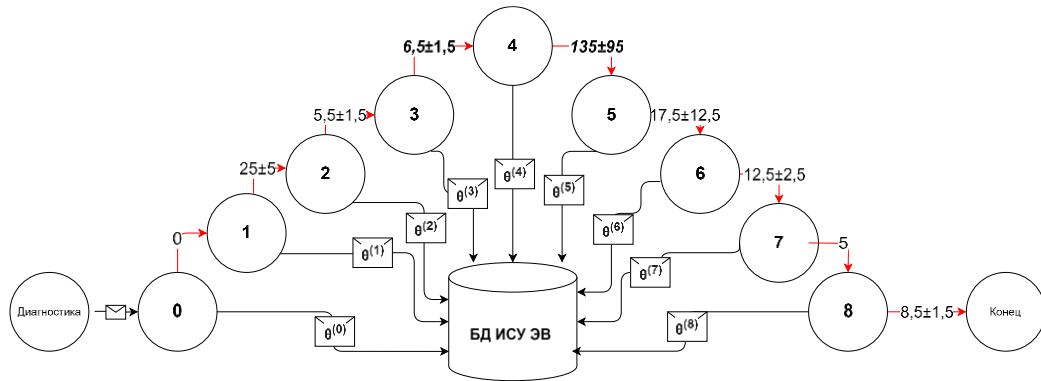 6,5±1,5
4
135±95
5,5±1,5
3
5
17,5±12,5
25±5
2
θ(3)
θ(4)
θ(5)
6
12,5±2,5
0
1
θ(1)
θ(2)
θ(6)
θ(7)
7
5
Диагностика
0
θ(0)
БД ИСУ ЭВ
θ(8)
8
8,5±1,5
Конец